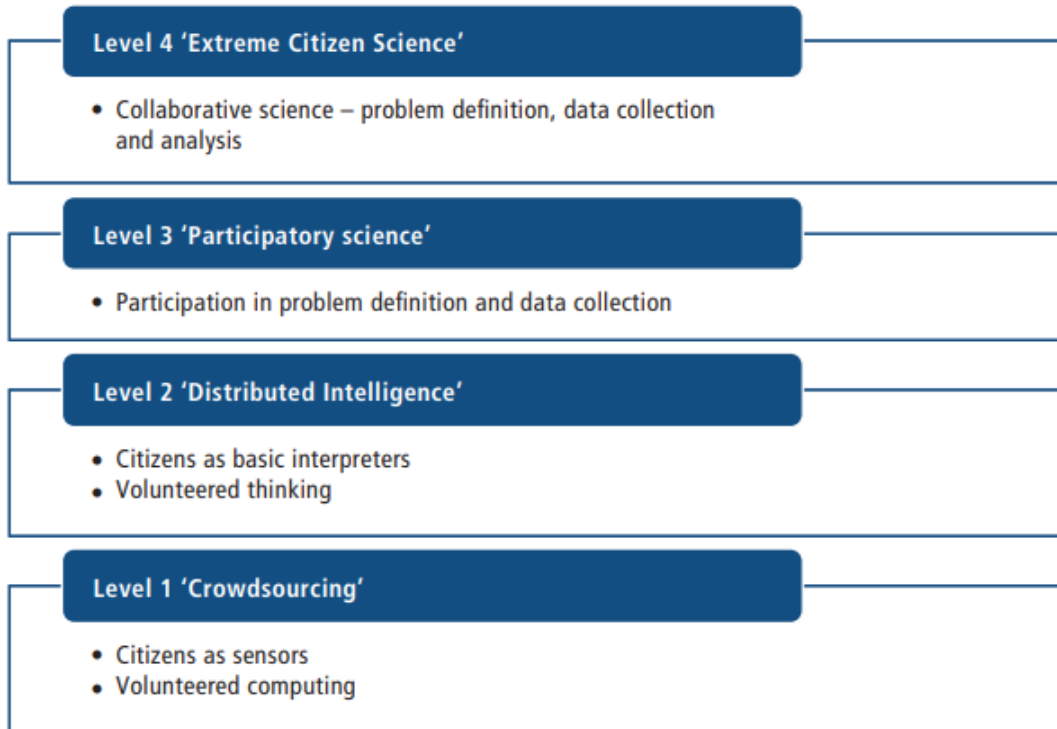 Level 4 ‘Extreme Citizen Science’
• Collaborative science – problem definition, data collection
and analysis
Level 3 ‘Participatory science’
• Participation in problem definition and data collection
Level 2 ‘Distributed Intelligence’
• Citizens as basic interpreters
• Volunteered thinking
Level 1 ‘Crowdsourcing’
• Citizens as sensors
• Volunteered computing